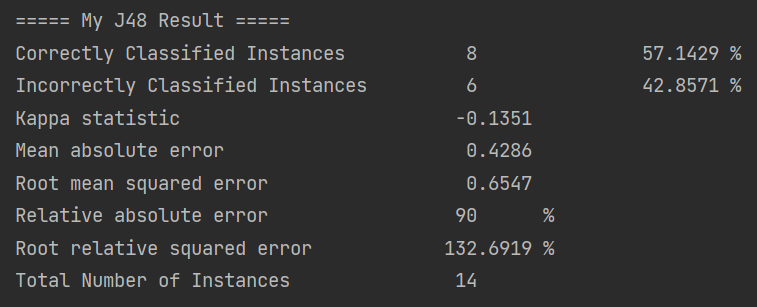 ===== My J48 Result =====
Correctly Classified Instances           8               57.1429 %
Incorrectly Classified Instances         6               42.8571 %
Kappa statistic                         -0.1351
Mean absolute error                      0.4286
Root mean squared error                  0.6547
Relative absolute error                 90      %
Root relative squared error            132.6919 %
Total Number of Instances               14